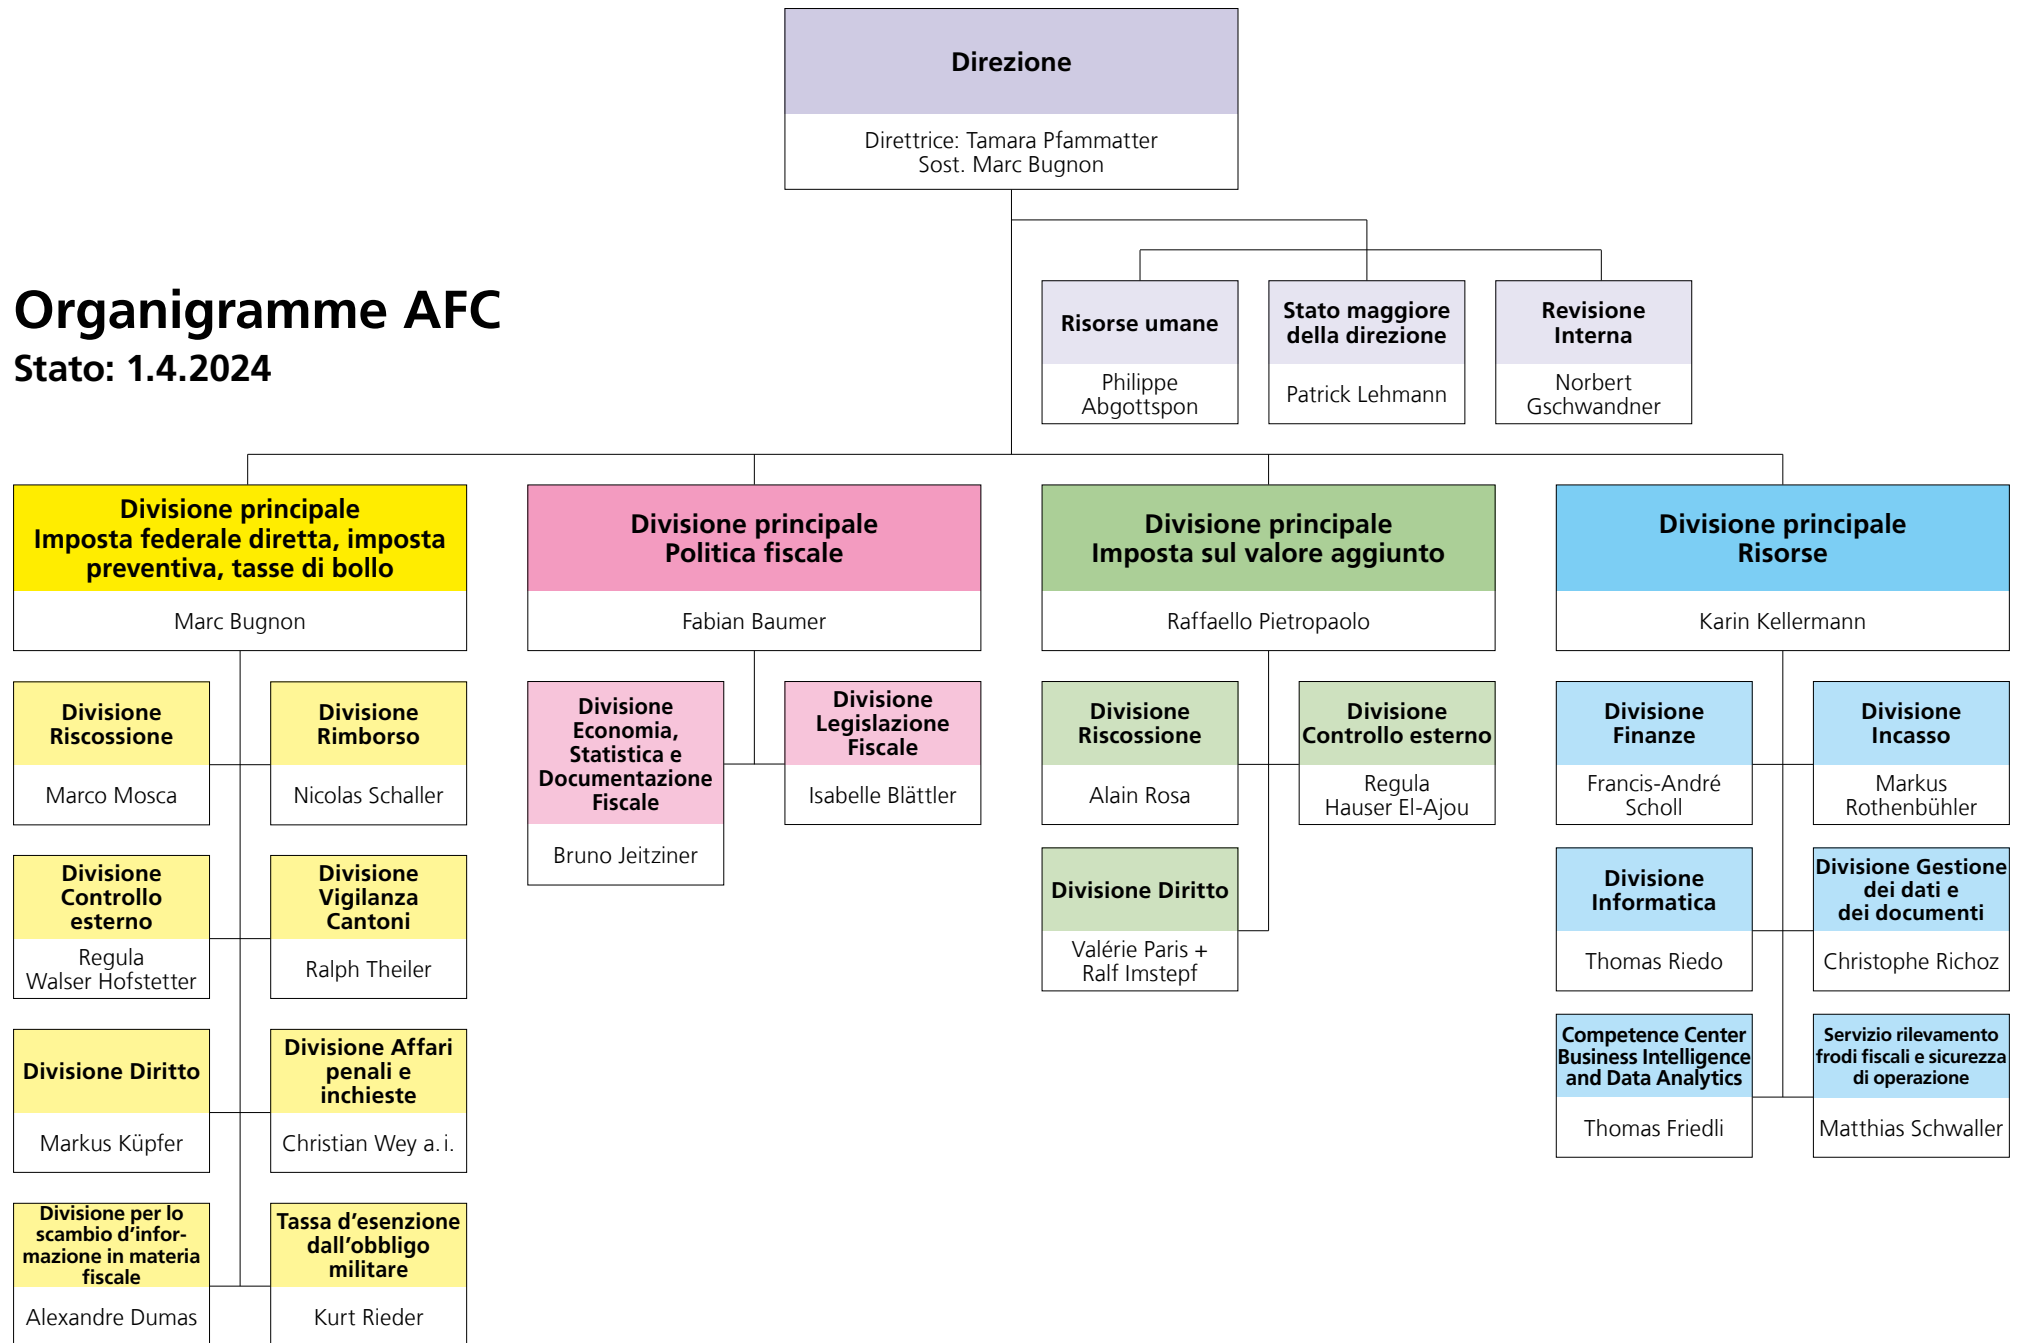 Direzione
Direttrice: Tamara Pfammatter
Sost. Marc Bugnon
Organigramme AFC
Stato: 1.4.2024
Risorse umane
Philippe
Abgottspon
Stato maggiore
della direzione
Patrick Lehmann
Revisione
Interna
Norbert
Gschwandner
Divisione principale
Imposta federale diretta, imposta
preventiva, tasse di bollo
Marc Bugnon
Divisione
Riscossione
Marco Mosca
Divisione
Rimborso
Nicolas Schaller
Divisione
Controllo
esterno
Regula
Walser Hofstetter
Divisione
Vigilanza
Cantoni
Ralph Theiler
Divisione Diritto
Markus Küpfer
Divisione Affari
penali e
inchieste
Christian Wey a.i.
Divisione per lo
scambio d’infor-
mazione in materia
fiscale
Alexandre Dumas
Tassa d’esenzione
dall’obbligo
militare
Kurt Rieder
Divisione principale
Politica fiscale
Fabian Baumer
Divisione
Economia,
Statistica e
Documentazione
Fiscale
Bruno Jeitziner
Divisione
Legislazione
Fiscale
Isabelle Blättler
Divisione principale
Imposta sul valore aggiunto
Raffaello Pietropaolo
Divisione
Riscossione
Alain Rosa
Divisione
Controllo esterno
Regula
Hauser El-Ajou
Divisione Diritto
Valérie Paris +
Ralf Imstepf
Divisione principale
Risorse
Karin Kellermann
Divisione
Finanze
Francis-André
Scholl
Divisione
Incasso
Markus
Rothenbühler
Divisione
Informatica
Thomas Riedo
Divisione Gestione
dei dati e
dei documenti
Christophe Richoz
Competence Center
Business Intelligence
and Data Analytics
Thomas Friedli
Servizio rilevamento
frodi fiscali e sicurezza
di operazione
Matthias Schwaller